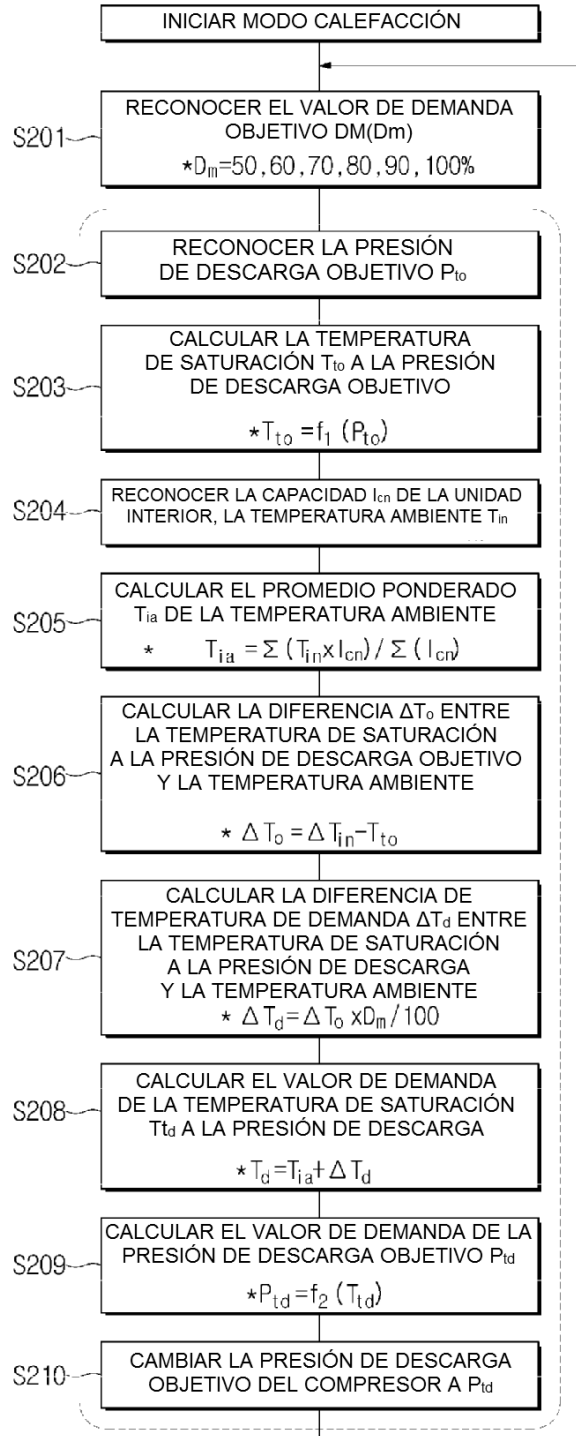 INICIAR MODO CALEFACCIÓN
S201
RECONOCER EL VALOR DE DEMANDA
OBJETIVO DM(Dm)
*Dm=50,60,70,80,90,100%
S202
RECONOCER LA PRESIÓN
DE DESCARGA OBJETIVO Pto
S203
CALCULAR LA TEMPERATURA
DE SATURACIÓN Tto A LA PRESIÓN
DE DESCARGA OBJETIVO
*Tto =f1 (Pto)
S204
RECONOCER LA CAPACIDAD Icn DE LA UNIDAD
INTERIOR, LA TEMPERATURA AMBIENTE Tin
S205
CALCULAR EL PROMEDIO PONDERADO
Tia DE LA TEMPERATURA AMBIENTE
* Tia = Σ (Tin x Icn) / Σ (Icn)
S206
CALCULAR LA DIFERENCIA ΔTo ENTRE
LA TEMPERATURA DE SATURACIÓN
A LA PRESIÓN DE DESCARGA OBJETIVO
Y LA TEMPERATURA AMBIENTE
* ΔTo = ΔTin-Tto
S207
CALCULAR LA DIFERENCIA DE
TEMPERATURA DE DEMANDA ΔTd ENTRE
LA TEMPERATURA DE SATURACIÓN
A LA PRESIÓN DE DESCARGA
Y LA TEMPERATURA AMBIENTE
* ΔTd=ΔTo xDm/100
S208
CALCULAR EL VALOR DE DEMANDA
DE LA TEMPERATURA DE SATURACIÓN
Ttd A LA PRESIÓN DE DESCARGA
*Td=Tia+ ΔTd
S209
CALCULAR EL VALOR DE DEMANDA DE LA
PRESIÓN DE DESCARGA OBJETIVO Ptd
*Ptd=f2 (Ttd)
S210
CAMBIAR LA PRESIÓN DE DESCARGA
OBJETIVO DEL COMPRESOR A Ptd